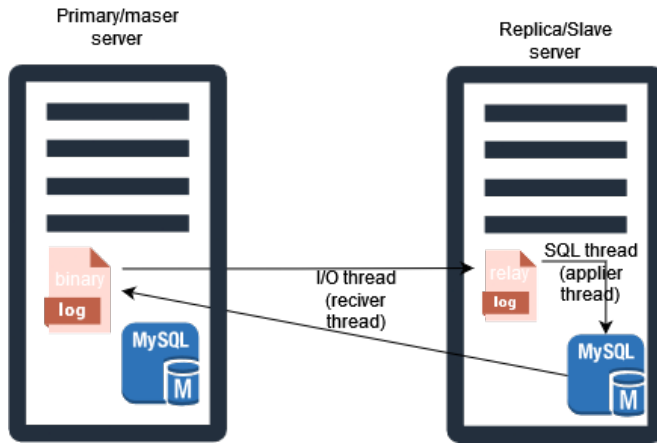 Primary/maser
server
Replica/Slave
server
binary
log
MySQL
M
I/O thread
(reciver
thread)
relay
log
SQL thread
(applier
thread)
MySQL
M